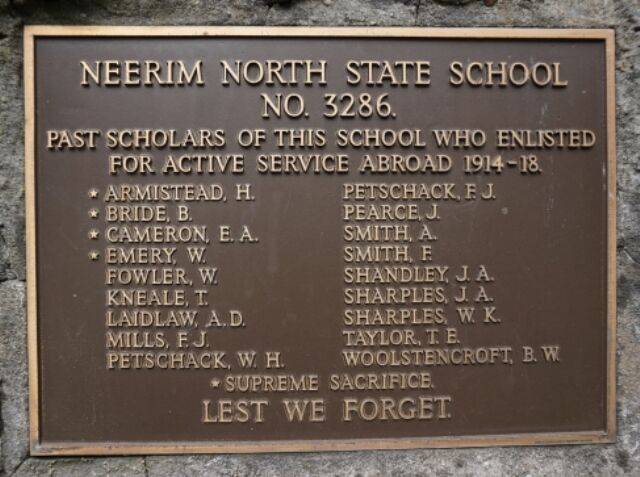 NEERIM NORTH STATE SCHOOL
NO. 3286.
PAST SCHOLARS OF THIS SCHOOL WHO ENLISTED
FOR ACTIVE SERVICE ABROAD 1914-18.
* ARMISTEAD, H.
* BRIDE, B.
* CAMERON, E. A.
* EMERY, W.
FOWLER, W.
KNEALE, T.
LAIDLAW, A. D.
MILLS, F. J.
PETSCHACK, W. H.
PETSCHACK, F. J.
PEARCE, J.
SMITH, A.
SMITH, F.
SHANDLEY, J. A.
SHARPLES, J. A.
SHARPLES, W. K.
TAYLOR, T. E.
WOOLSTENCROFT, B. W.
* SUPREME SACRIFICE.
LEST WE FORGET.